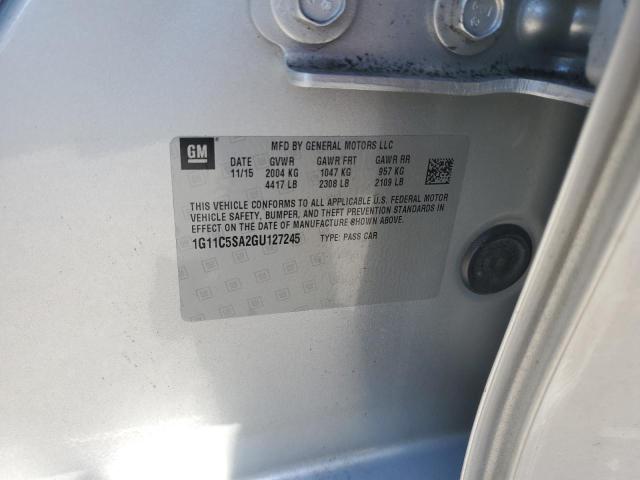 GM
MFD BY GENERAL MOTORS LLC
DATE GVWR GAWR FRT GAWR RR
11/15 2004 KG 1047 KG 957 KG
4417 LB 2308 LB 2109 LB
THIS VEHICLE CONFORMS TO ALL APPLICABLE U.S. FEDERAL MOTOR
VEHICLE SAFETY, BUMPER, AND THEFT PREVENTION STANDARDS IN
EFFECT ON THE DATE OF MANUFACTURE SHOWN ABOVE.
1G11C5SA2GU127245 TYPE: PASS CAR